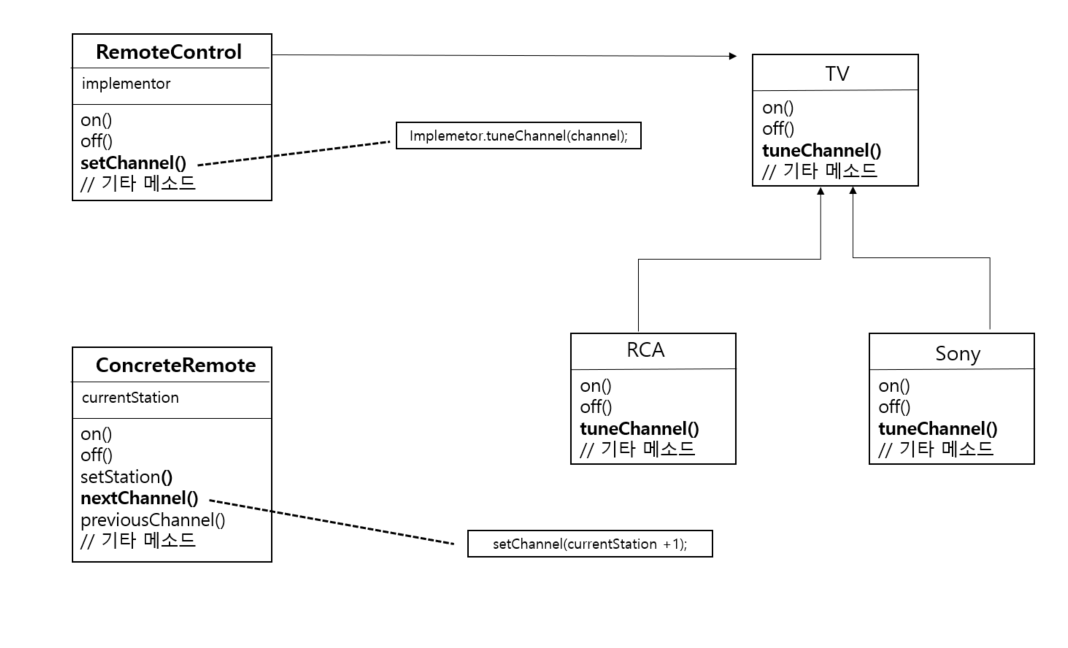 RemoteControl
implementor
on()
off()
setChannel()
// 기타 메소드
Implemetor.tuneChannel(channel);
TV
on()
off()
tuneChannel()
// 기타 메소드
RCA
on()
off()
tuneChannel()
// 기타 메소드
Sony
on()
off()
tuneChannel()
// 기타 메소드
ConcreteRemote
currentStation
on()
off()
setStation()
nextChannel()
previousChannel()
// 기타 메소드
setChannel(currentStation +1);